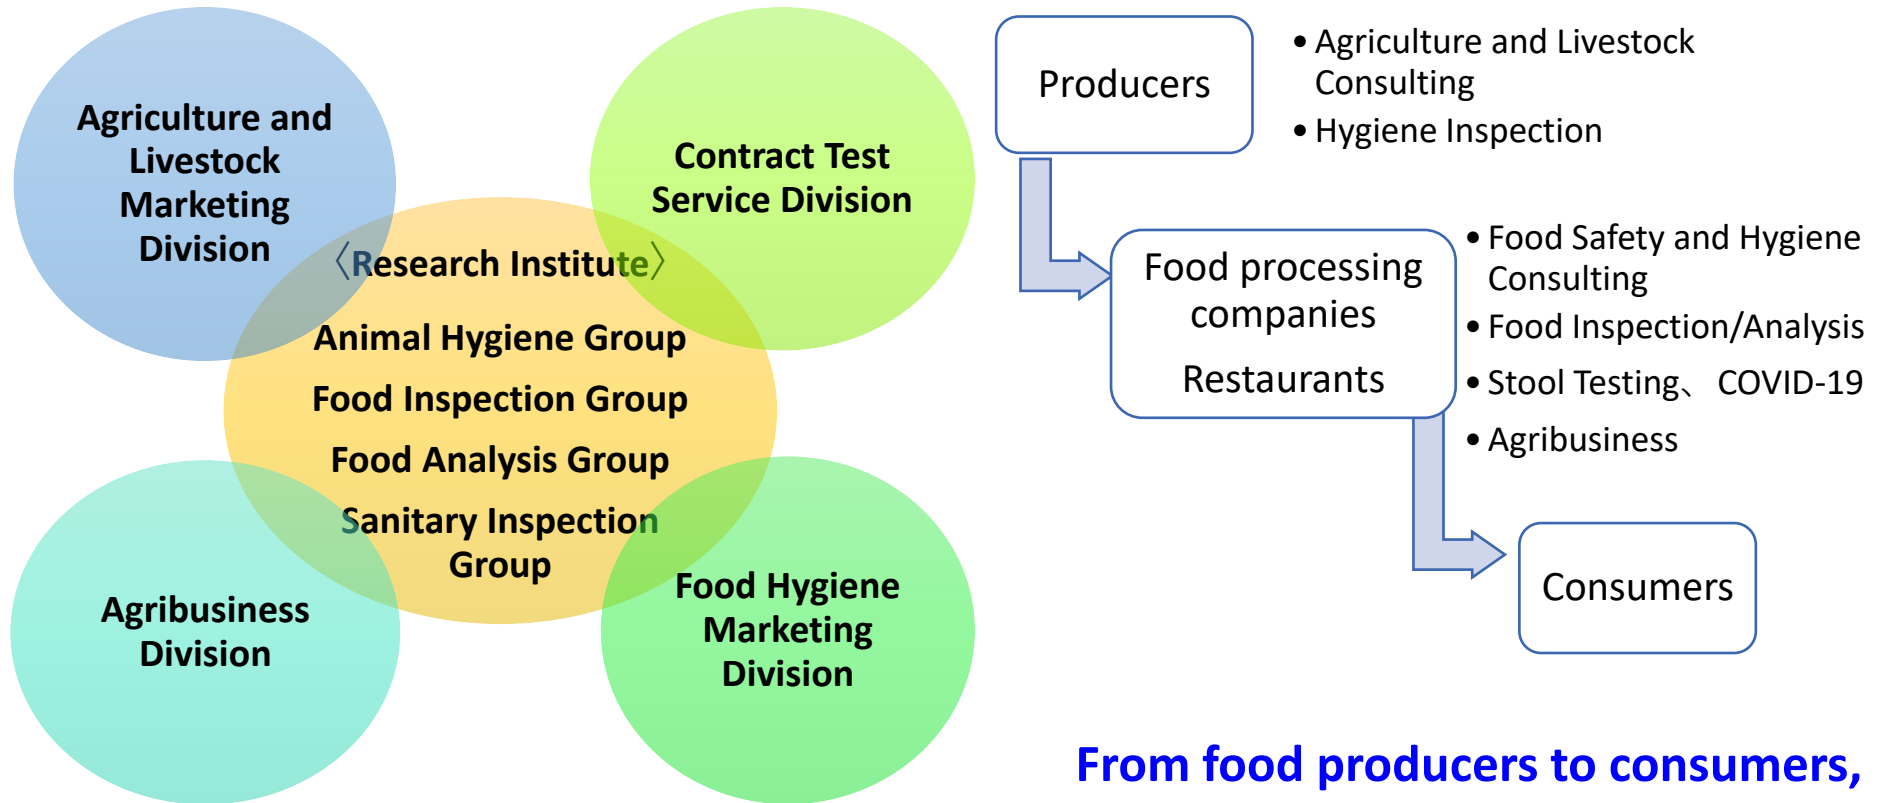 Agriculture and
Livestock
Marketing
Division
Contract Test
Service Division
〈Research Institute〉
Animal Hygiene Group
Food Inspection Group
Food Analysis Group
Sanitary Inspection
Group
Agribusiness
Division
Food Hygiene
Marketing
Division
Producers
• Agriculture and Livestock
Consulting
• Hygiene Inspection
Food processing
companies
Restaurants
• Food Safety and Hygiene
Consulting
• Food Inspection/Analysis
• Stool Testing、 COVID-19
• Agribusiness
Consumers
From food producers to consumers,